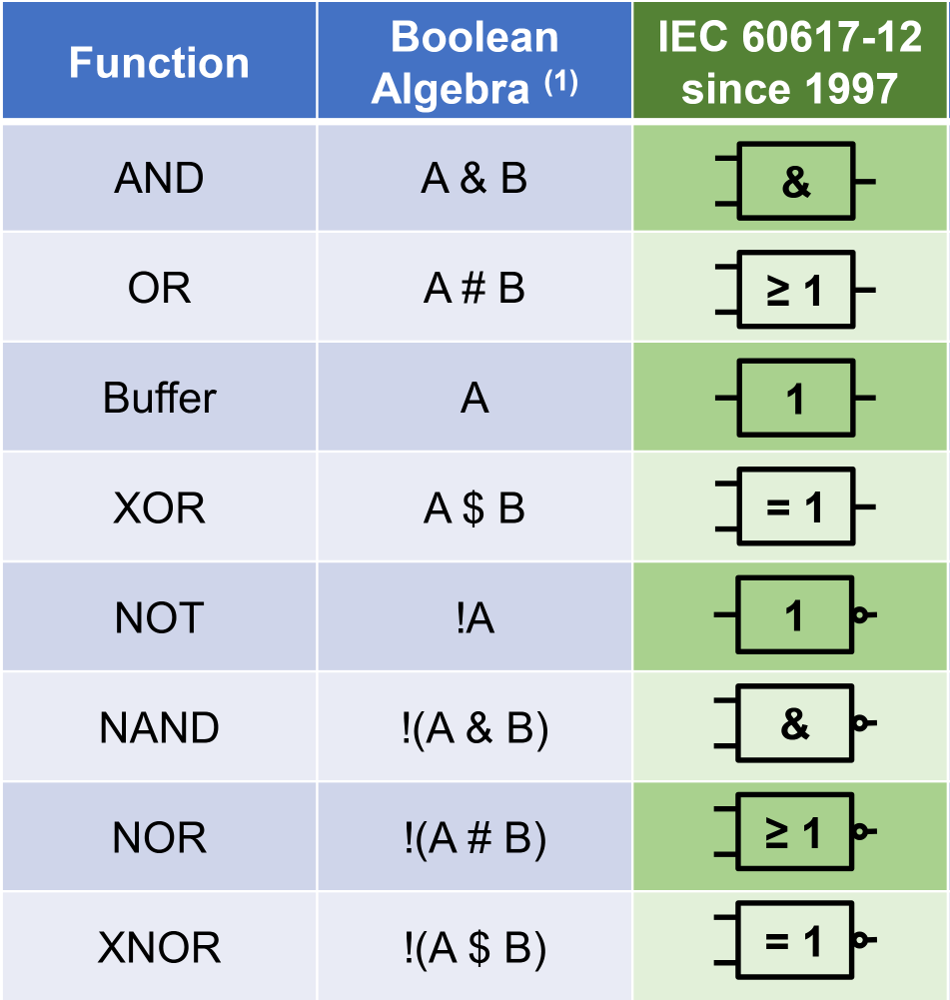 Function
Boolean
Algebra (1)
IEC 60617-12
since 1997
AND
A & B
&
OR
A # B
≥ 1
Buffer
A
1
XOR
A $ B
= 1
NOT
!A
1
NAND
!(A & B)
&
NOR
!(A # B)
≥ 1
XNOR
!(A $ B)
= 1